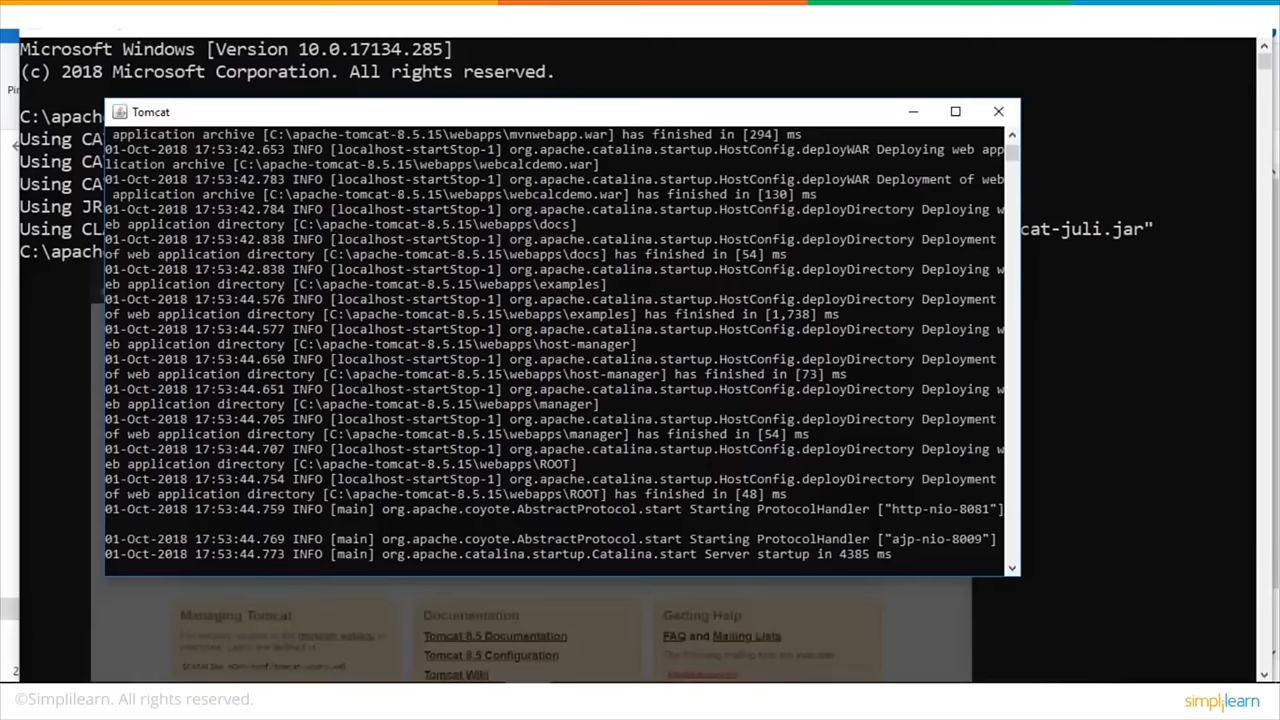 Microsoft Windows [Version 10.0.17134.285]
(c) 2018 Microsoft Corporation. All rights reserved.
C:\apach
Using CA
Using CA
Using CA
Using JR
Using CL
cat-juli.jar"
C:\apach
Tomcat
application archive [C:\apache-tomcat-8.5.15\webapps\mvnwebapp.war] has finished in [294] ms
01-Oct-2018 17:53:42.653 INFO [localhost-startStop-1] org.apache.catalina.startup.HostConfig.deployWAR Deploying web app
lication archive [C:\apache-tomcat-8.5.15\webapps\webcalcdemo.war]
01-Oct-2018 17:53:42.783 INFO [localhost-startStop-1] org.apache.catalina.startup.HostConfig.deployWAR Deployment of web
application archive [C:\apache-tomcat-8.5.15\webapps\webcalcdemo.war] has finished in [130] ms
01-Oct-2018 17:53:42.784 INFO [localhost-startStop-1] org.apache.catalina.startup.HostConfig.deployDirectory Deploying w
eb application directory [C:\apache-tomcat-8.5.15\webapps\docs]
01-Oct-2018 17:53:42.838 INFO [localhost-startStop-1] org.apache.catalina.startup.HostConfig.deployDirectory Deployment
of web application directory [C:\apache-tomcat-8.5.15\webapps\docs] has finished in [54] ms
01-Oct-2018 17:53:42.838 INFO [localhost-startStop-1] org.apache.catalina.startup.HostConfig.deployDirectory Deploying w
eb application directory [C:\apache-tomcat-8.5.15\webapps\examples]
01-Oct-2018 17:53:44.576 INFO [localhost-startStop-1] org.apache.catalina.startup.HostConfig.deployDirectory Deployment
of web application directory [C:\apache-tomcat-8.5.15\webapps\examples] has finished in [1,738] ms
01-Oct-2018 17:53:44.577 INFO [localhost-startStop-1] org.apache.catalina.startup.HostConfig.deployDirectory Deploying w
eb application directory [C:\apache-tomcat-8.5.15\webapps\host-manager]
01-Oct-2018 17:53:44.650 INFO [localhost-startStop-1] org.apache.catalina.startup.HostConfig.deployDirectory Deployment
of web application directory [C:\apache-tomcat-8.5.15\webapps\host-manager] has finished in [73] ms
01-Oct-2018 17:53:44.651 INFO [localhost-startStop-1] org.apache.catalina.startup.HostConfig.deployDirectory Deploying w
eb application directory [C:\apache-tomcat-8.5.15\webapps\manager]
01-Oct-2018 17:53:44.705 INFO [localhost-startStop-1] org.apache.catalina.startup.HostConfig.deployDirectory Deployment
of web application directory [C:\apache-tomcat-8.5.15\webapps\manager] has finished in [54] ms
01-Oct-2018 17:53:44.707 INFO [localhost-startStop-1] org.apache.catalina.startup.HostConfig.deployDirectory Deploying w
eb application directory [C:\apache-tomcat-8.5.15\webapps\ROOT]
01-Oct-2018 17:53:44.754 INFO [localhost-startStop-1] org.apache.catalina.startup.HostConfig.deployDirectory Deployment
of web application directory [C:\apache-tomcat-8.5.15\webapps\ROOT] has finished in [48] ms
01-Oct-2018 17:53:44.759 INFO [main] org.apache.coyote.AbstractProtocol.start Starting ProtocolHandler ["http-nio-8081"]
01-Oct-2018 17:53:44.769 INFO [main] org.apache.coyote.AbstractProtocol.start Starting ProtocolHandler ["ajp-nio-8009"]
01-Oct-2018 17:53:44.773 INFO [main] org.apache.catalina.startup.Catalina.start Server startup in 4385 ms
Managing Tomcat
Documentation
Tomcat 8.5 Documentation
Tomcat 8.5 Configuration
Tomcat Wiki
Getting Help
FAQ and Mailing Lists
©Simplilearn. All rights reserved.
simplilearn